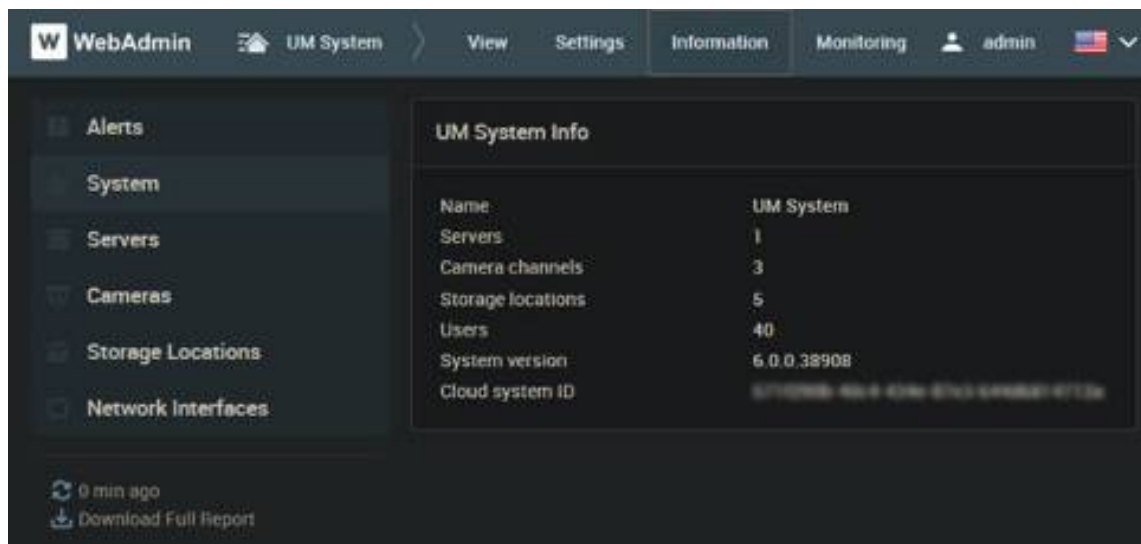 W WebAdmin UM System View Settings Information Monitoring admin
Alerts
System
Servers
Cameras
Storage Locations
Network Interfaces
0 min ago
Download Full Report
UM System Info
Name UM System
Servers 1
Camera channels 3
Storage locations 5
Users 40
System version 6.0.0.38908
Cloud system ID